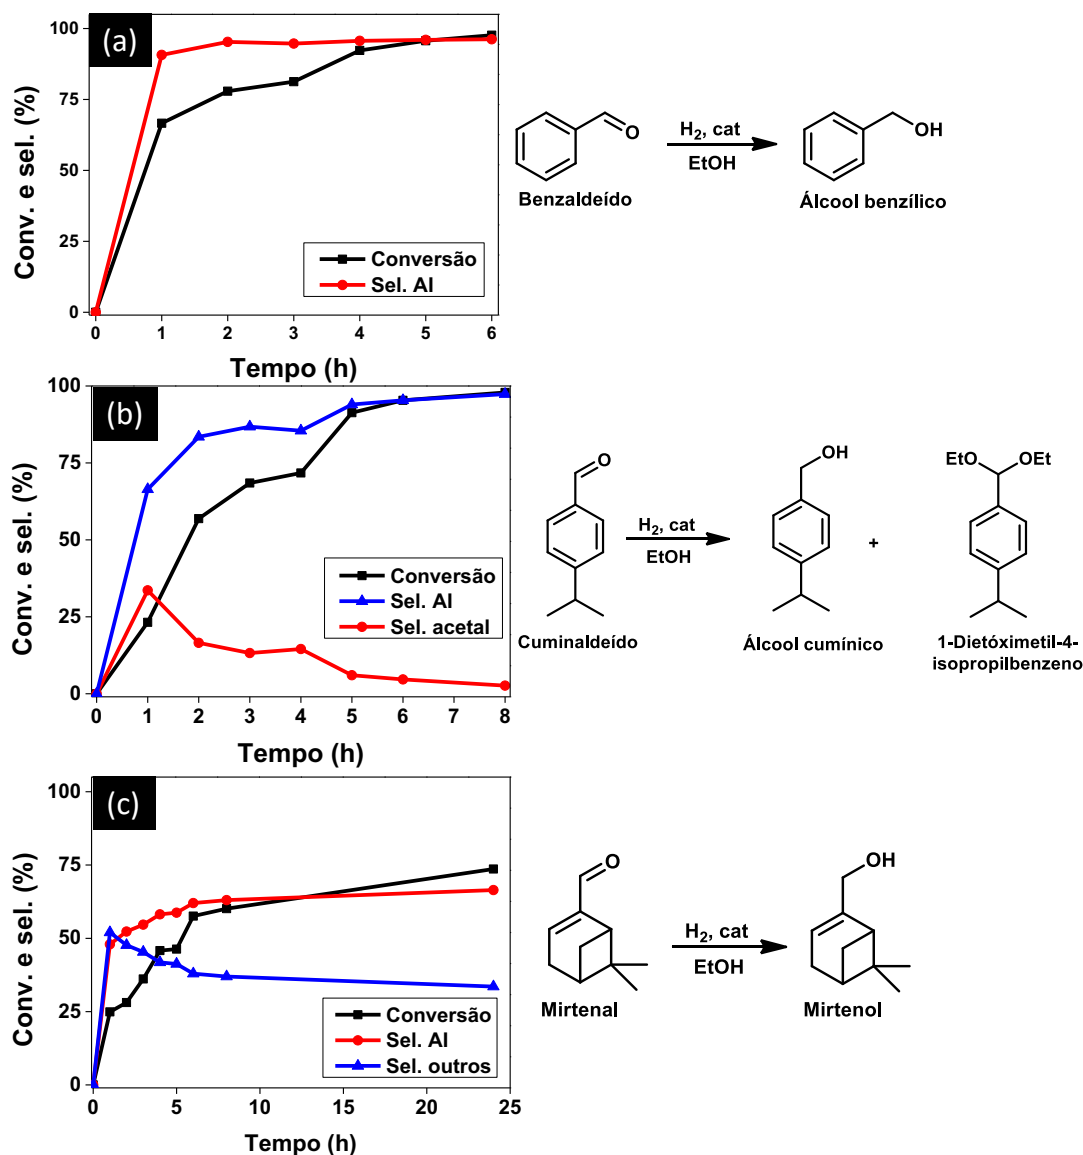 (a)
Conv. e sel. (%)
100
75
50
25
0
Conversão
Sel. Al
0 1 2 3 4 5 6
Tempo (h)
O
H2, cat
EtOH
OH
Benzaldeído
Álcool benzílico
(b)
Conv. e sel. (%)
100
75
50
25
0
Conversão
Sel. Al
Sel. acetal
0 1 2 3 4 5 6 7 8
Tempo (h)
O
H2, cat
EtOH
OH
+
EtO OEt
Cuminaldeído
Álcool cumínico
1-Dietóximetil-4-
isopropilbenzeno
(c)
Conv. e sel. (%)
100
75
50
25
0
Conversão
Sel. Al
Sel. outros
0 5 10 15 20 25
Tempo (h)
O
H2, cat
EtOH
OH
Mirtenal
Mirtenol